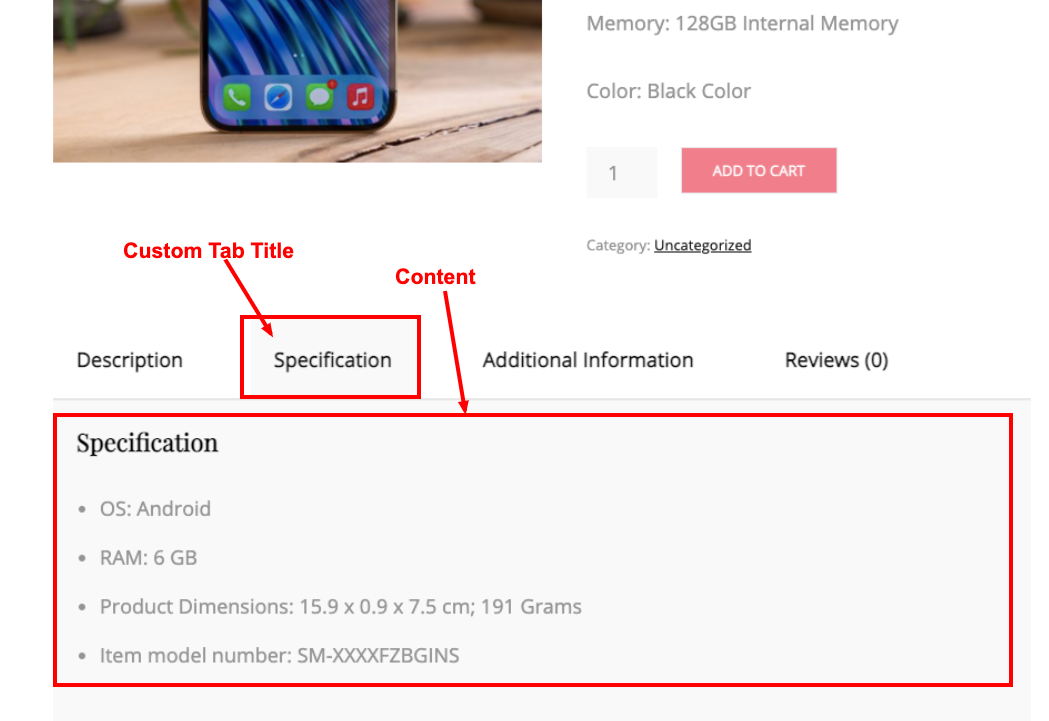 Memory: 128GB Internal Memory
Color: Black Color
1
ADD TO CART
Category: Uncategorized
Custom Tab Title
Content
Description
Specification
Additional Information
Reviews (0)
Specification
• OS: Android
• RAM: 6 GB
• Product Dimensions: 15.9 x 0.9 x 7.5 cm; 191 Grams
• Item model number: SM-XXXXFZBGINS